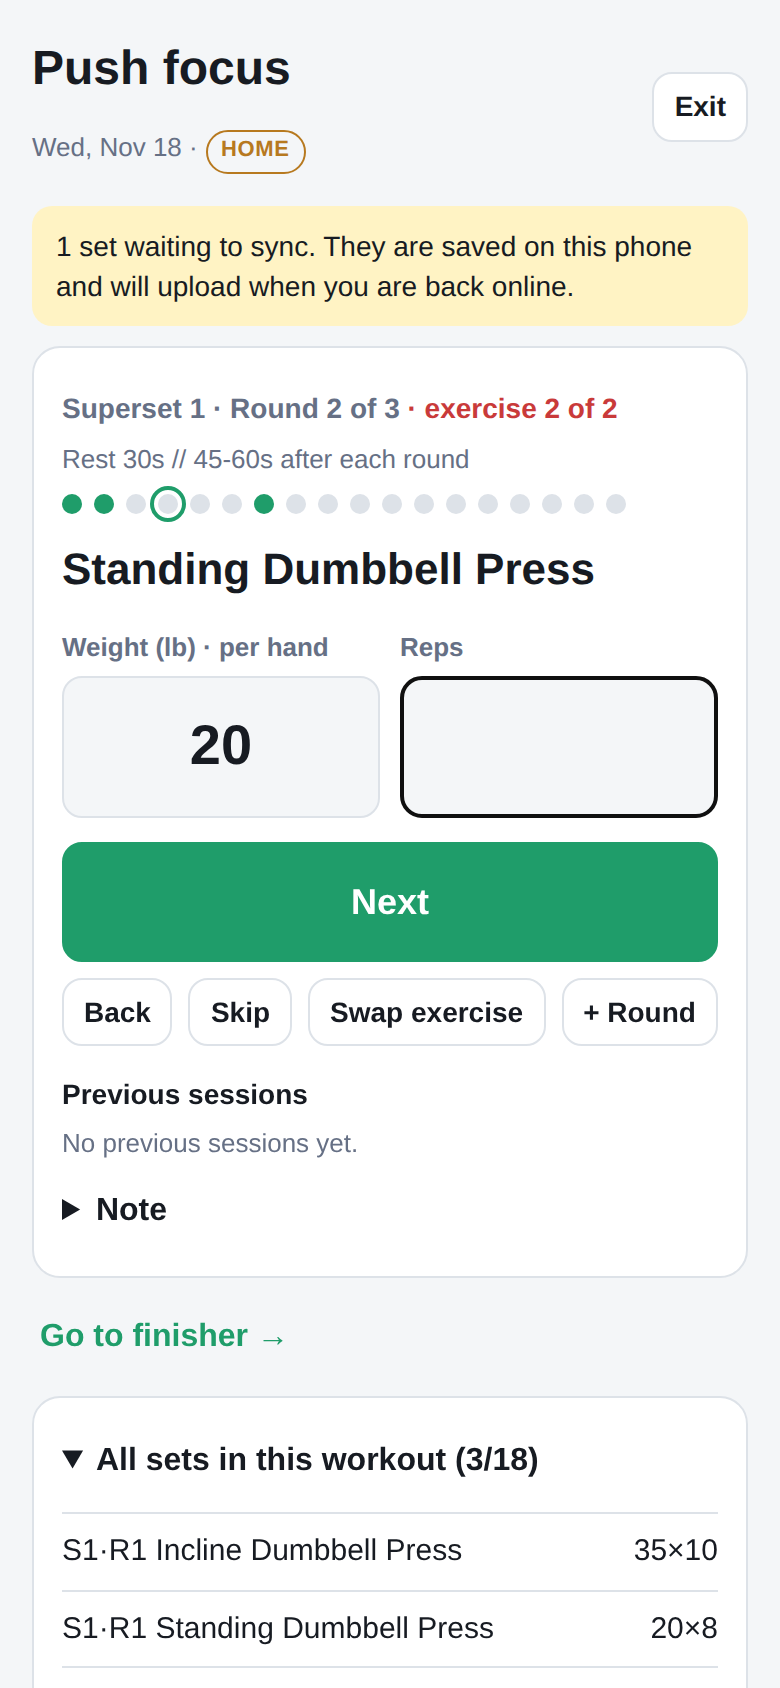 Push focus
Exit
Wed, Nov 18 · HOME
1 set waiting to sync. They are saved on this phone
and will upload when you are back online.
Superset 1 · Round 2 of 3 · exercise 2 of 2
Rest 30s // 45-60s after each round
Standing Dumbbell Press
Weight (lb) · per hand Reps
20
Next
Back Skip Swap exercise + Round
Previous sessions
No previous sessions yet.
Note
Go to finisher →
All sets in this workout (3/18)
S1·R1 Incline Dumbbell Press 35×10
S1·R1 Standing Dumbbell Press 20×8